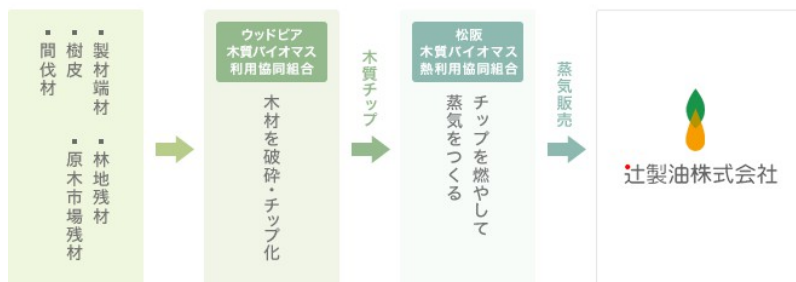 ▪ 製材端材
▪ 樹皮
▪ 間伐材
▪ 林地残材
▪ 原木市場残材
ウッドピア
木質バイオマス
利用協同組合
木材を破砕・チップ化
木質チップ
松阪
木質バイオマス
熱利用協同組合
チップを燃やして
蒸気をつくる
蒸気販売
辻製油株式会社